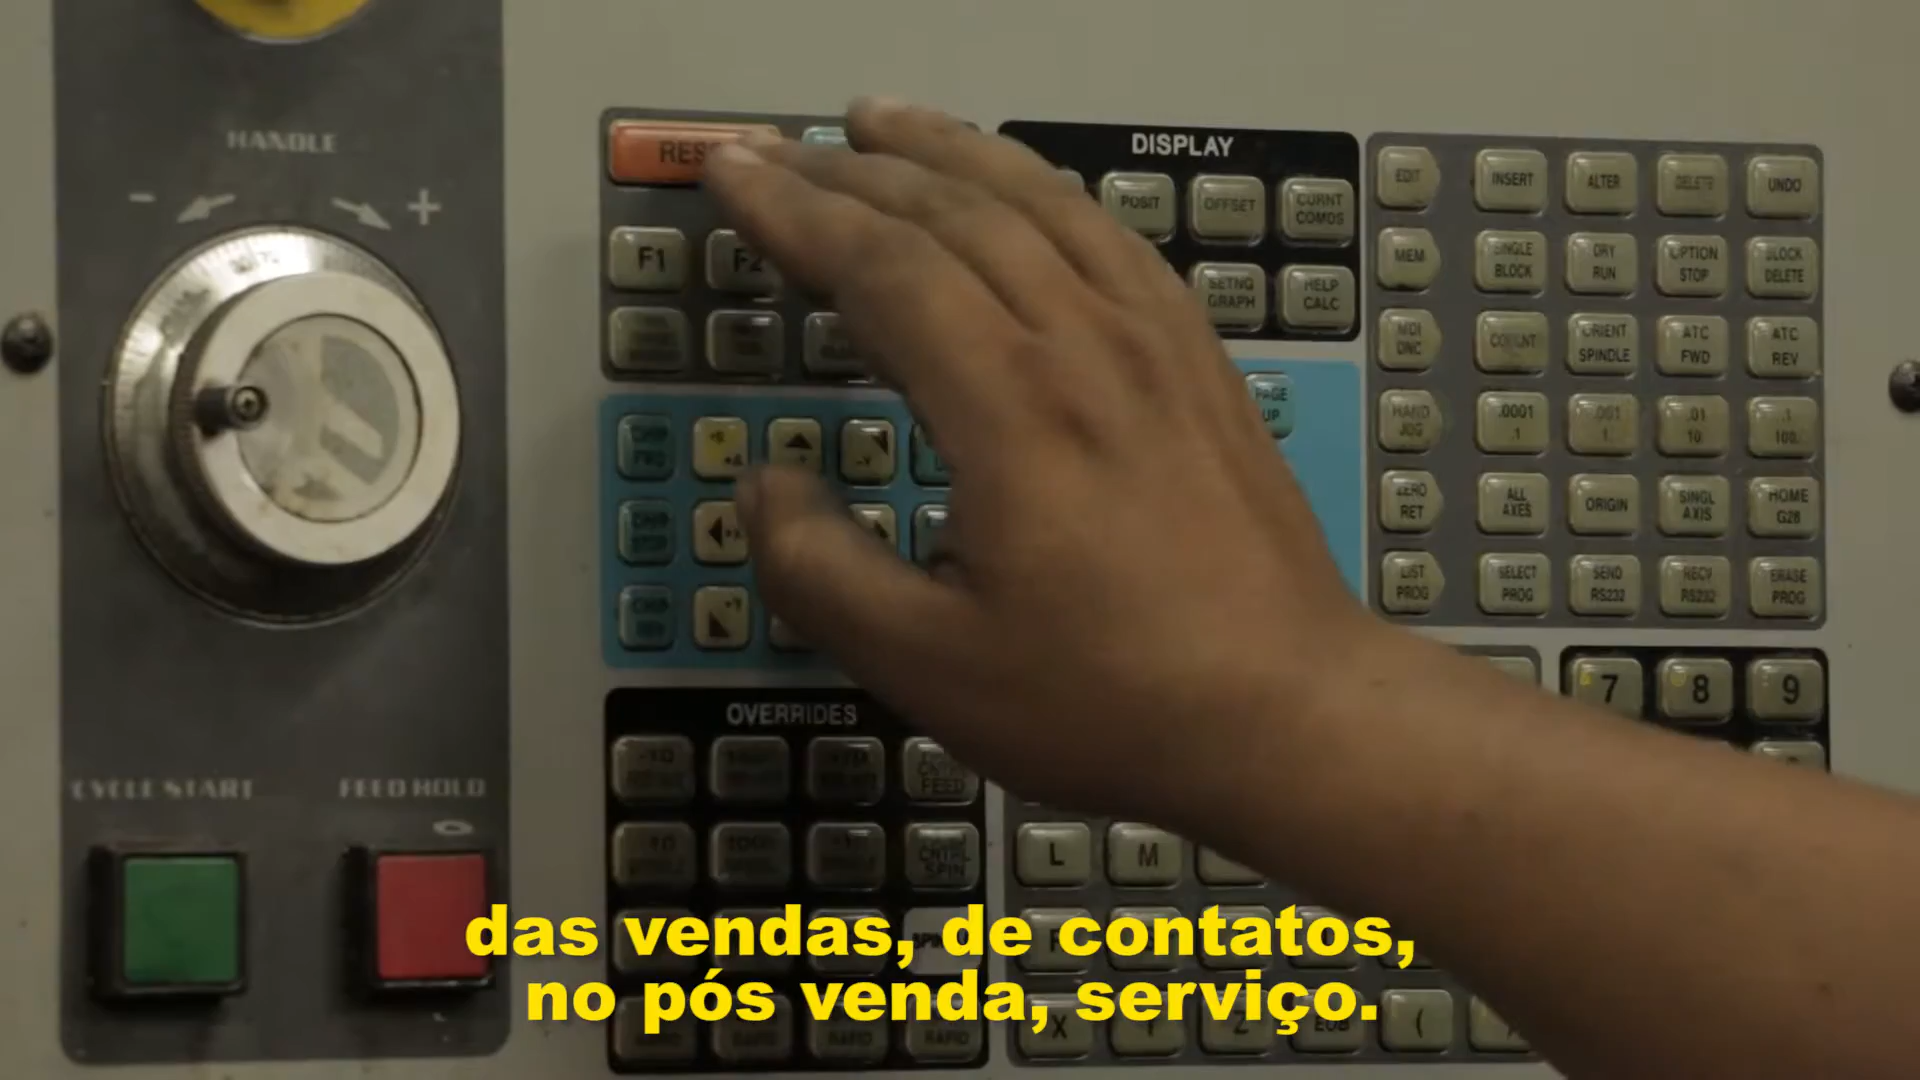 HANDLE
- +
CYCLE START
FEED HOLD
F1
F2
DISPLAY
POSIT
OFFSET
CURNT
COMDS
SETNG
GRAPH
HELP
CALC
PAGE
UP
EDIT
INSERT
ALTER
DELETE
UNDO
MEM
SINGLE
BLOCK
DRY
RUN
OPTION
STOP
BLOCK
DELETE
MDI
DNC
COOLNT
ORIENT
SPINDLE
ATC
FWD
ATC
REV
HAND
JOG
.0001
.1
.001
1.
.01
10.
.1
100.
ZERO
RET
ALL
AXES
ORIGIN
SINGL
AXIS
HOME
G28
LIST
PROG
SELECT
PROG
SEND
RS232
RECV
RS232
ERASE
PROG
7
8
9
OVERRIDES
FEED
CNTRL
SPIN
L
M
X
Z
EOB
(
RAPID
das vendas, de contatos,
no pós venda, serviço.